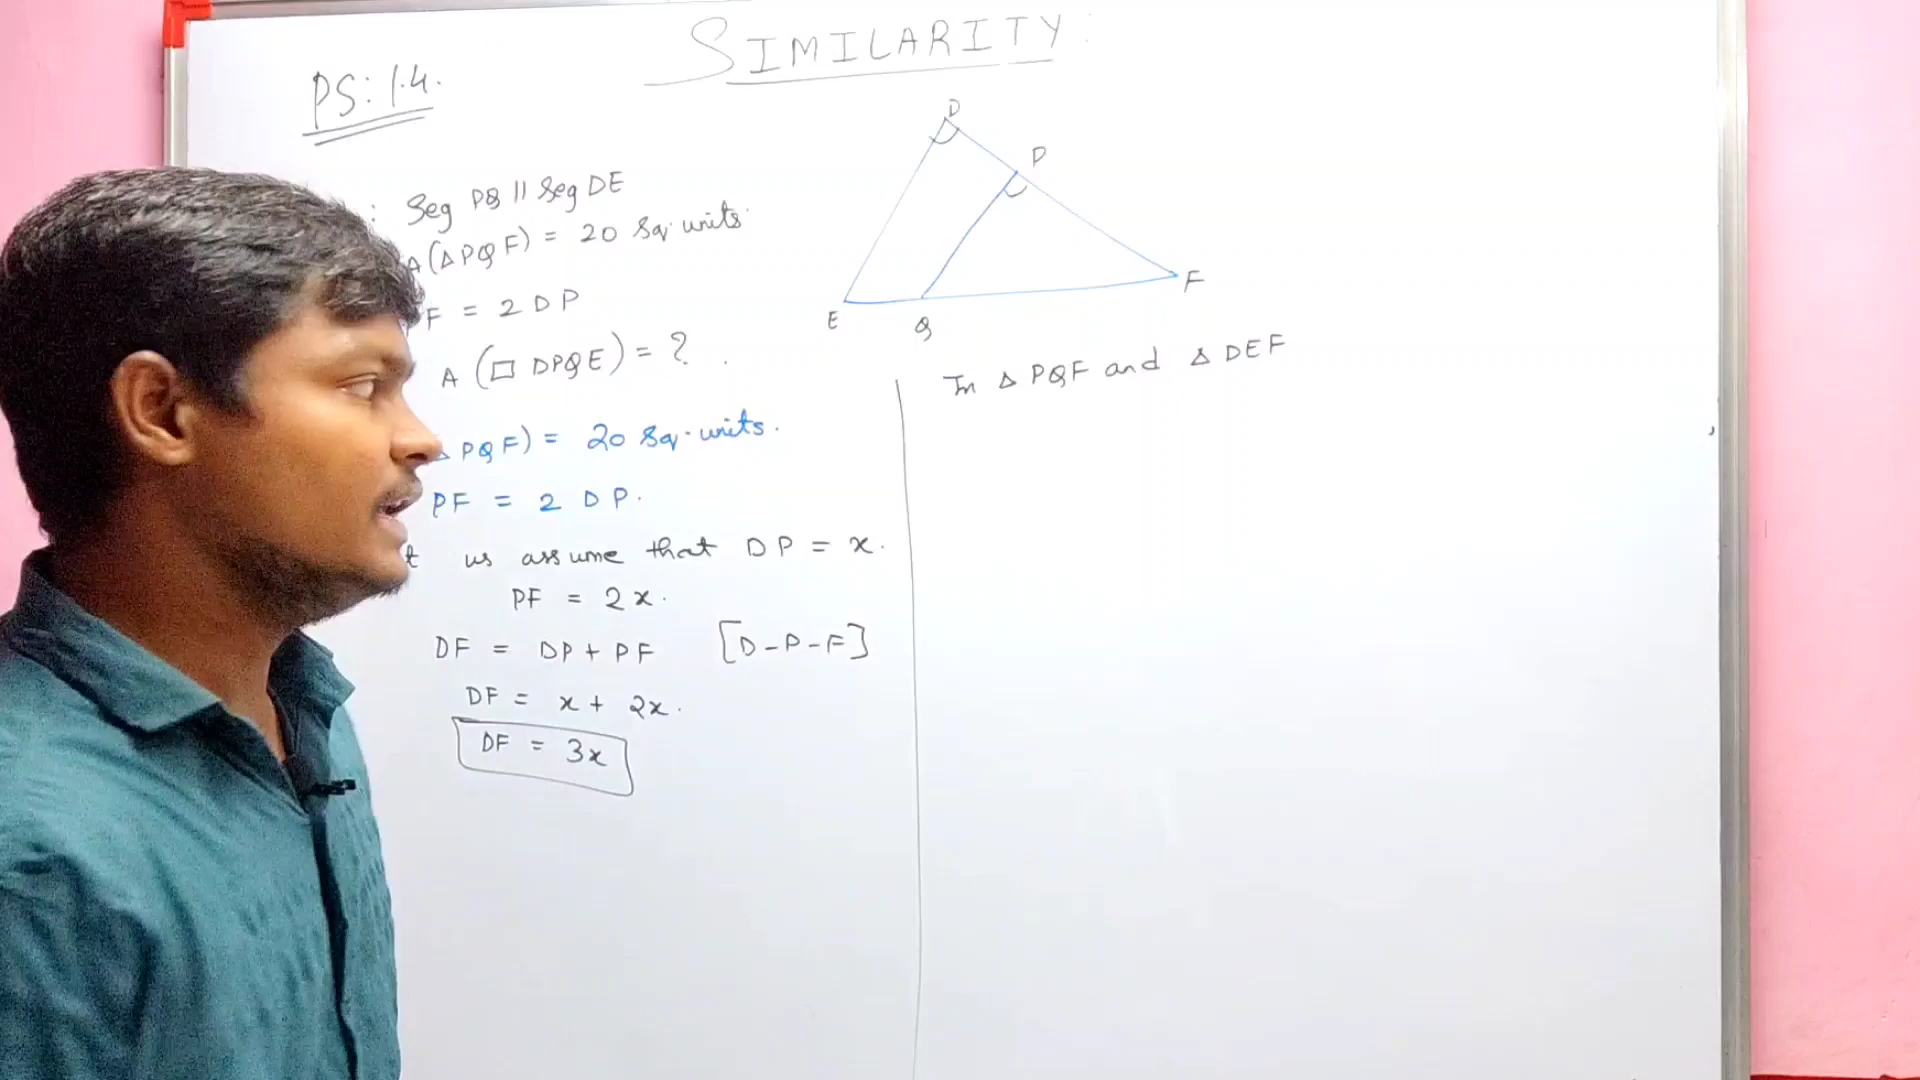 SIMILARITY:
PS: 1.4.
: Seg PQ || Seg DE
A(△PQF) = 20 Sq. units.
F = 2 DP
A (□ DPQE) = ? .
△ PQF) = 20 Sq. units.
PF = 2 DP.
t us assume that DP = x.
PF = 2x.
DF = DP + PF [D-P-F]
DF = x + 2x.
DF = 3x
D
P
F
E
Q
In △ PQF and △ DEF